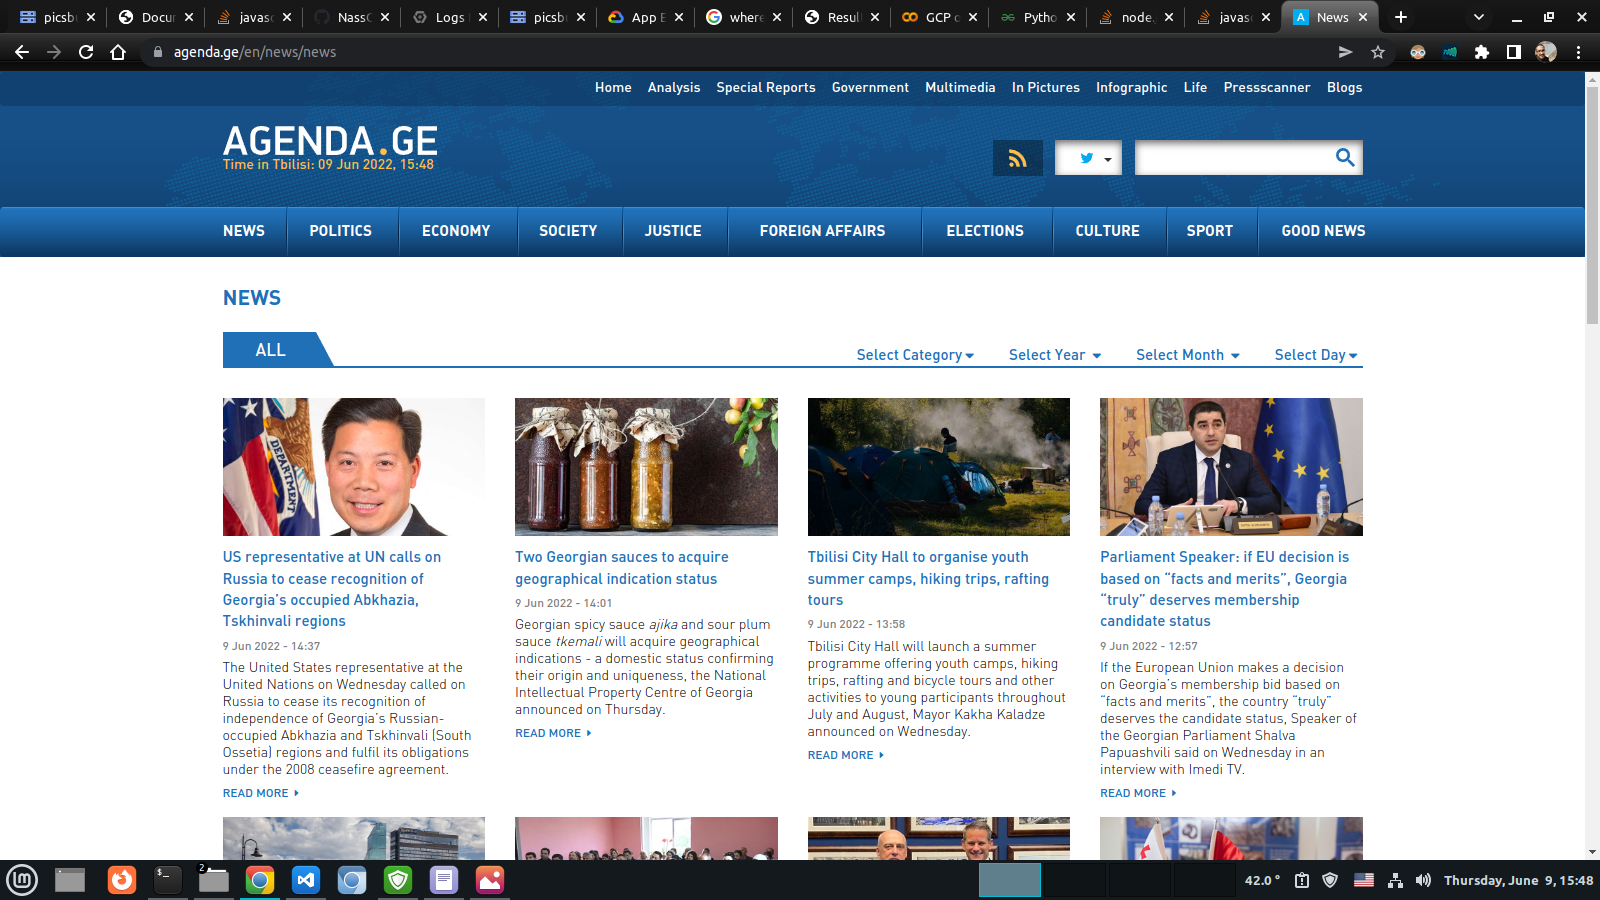 picsbu
Docum
javasc
NassC
Logs
picsbu
App E
where
Resul
GCP c
Pytho
node.
javasc
News
agenda.ge/en/news/news
Home Analysis Special Reports Government Multimedia In Pictures Infographic Life Pressscanner Blogs
AGENDA.GE
Time in Tbilisi: 09 Jun 2022, 15:48
NEWS POLITICS ECONOMY SOCIETY JUSTICE FOREIGN AFFAIRS ELECTIONS CULTURE SPORT GOOD NEWS
NEWS
ALL
Select Category Select Year Select Month Select Day
DEPARTMENT
US representative at UN calls on
Russia to cease recognition of
Georgia's occupied Abkhazia,
Tskhinvali regions
9 Jun 2022 - 14:37
The United States representative at the
United Nations on Wednesday called on
Russia to cease its recognition of
independence of Georgia's Russian-
occupied Abkhazia and Tskhinvali (South
Ossetia) regions and fulfil its obligations
under the 2008 ceasefire agreement.
READ MORE
Two Georgian sauces to acquire
geographical indication status
9 Jun 2022 - 14:01
Georgian spicy sauce ajika and sour plum
sauce tkemali will acquire geographical
indications - a domestic status confirming
their origin and uniqueness, the National
Intellectual Property Centre of Georgia
announced on Thursday.
READ MORE
Tbilisi City Hall to organise youth
summer camps, hiking trips, rafting
tours
9 Jun 2022 - 13:58
Tbilisi City Hall will launch a summer
programme offering youth camps, hiking
trips, rafting and bicycle tours and other
activities to young participants throughout
July and August, Mayor Kakha Kaladze
announced on Wednesday.
READ MORE
Parliament Speaker: if EU decision is
based on “facts and merits”, Georgia
“truly” deserves membership
candidate status
9 Jun 2022 - 12:57
If the European Union makes a decision
on Georgia's membership bid based on
“facts and merits”, the country “truly”
deserves the candidate status, Speaker of
the Georgian Parliament Shalva
Papuashvili said on Wednesday in an
interview with Imedi TV.
READ MORE
2
42.0 °
Thursday, June 9, 15:48